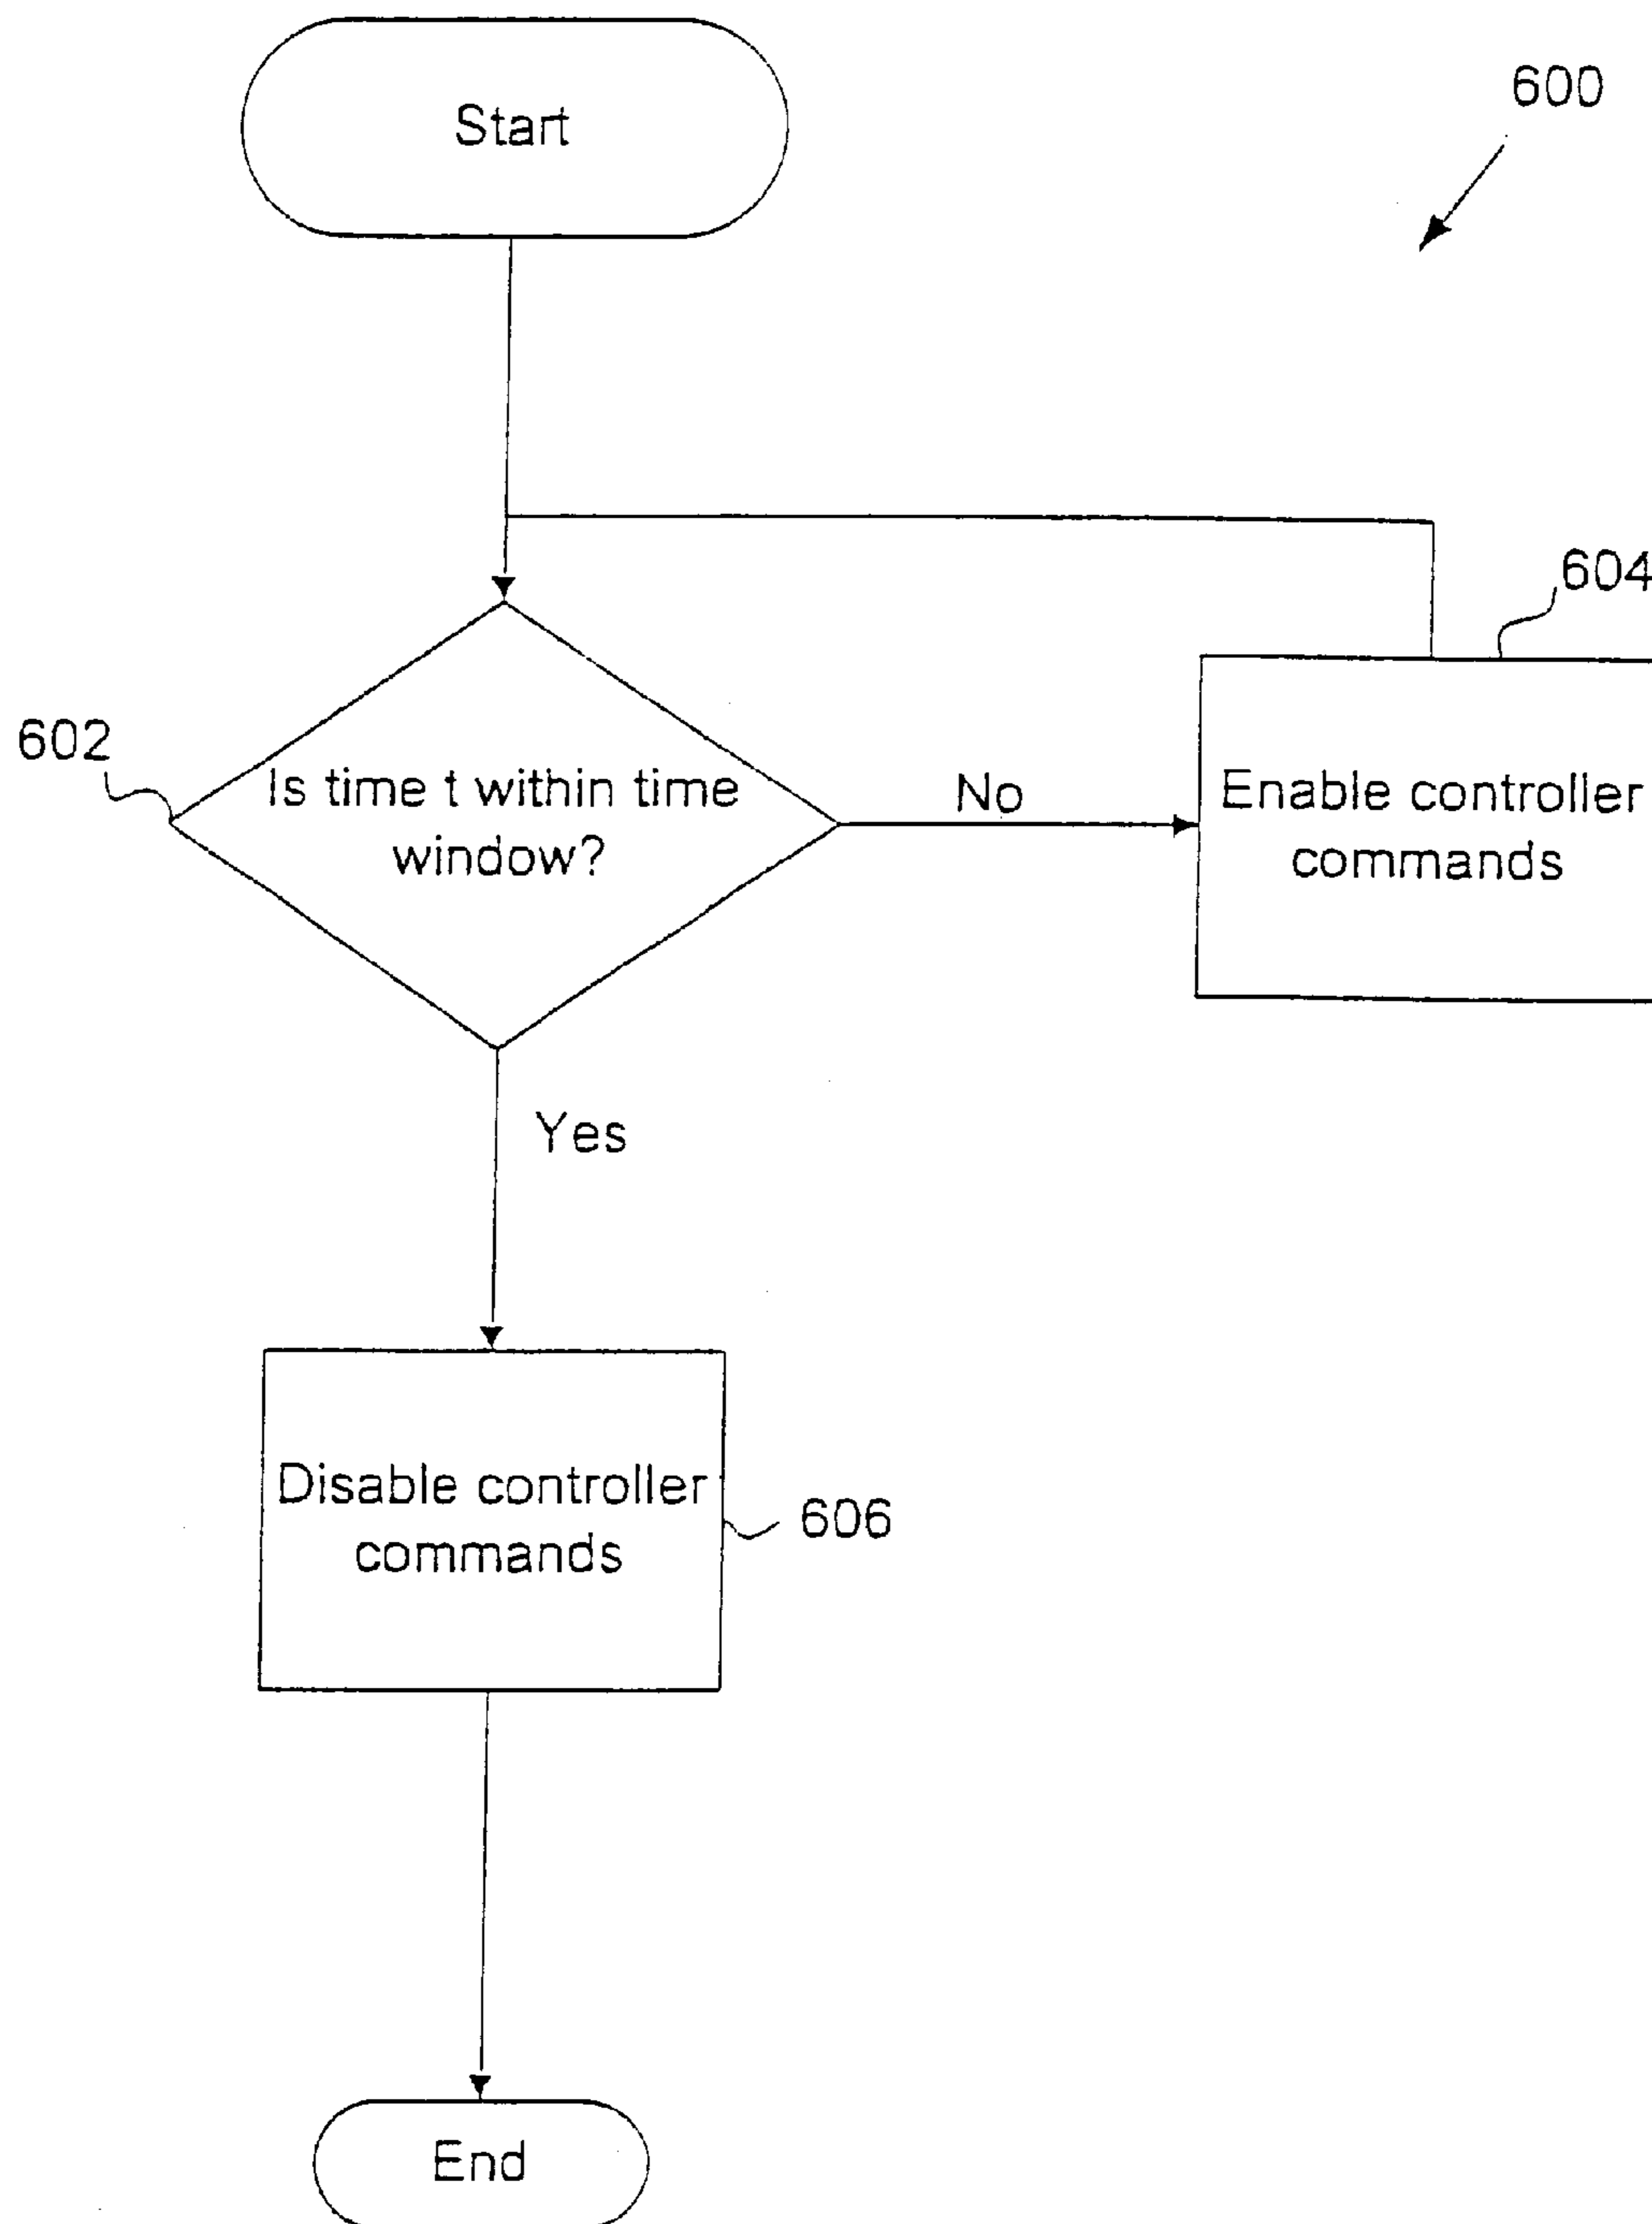 Start
600
604
602
Is time t within time
window?
No
Enable controller
commands
Yes
Disable controller
commands
606
End